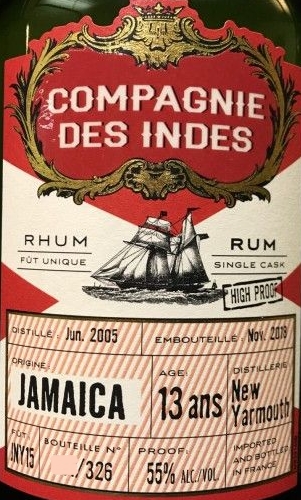 COMPAGNIE
DES INDES
RHUM
FÛT UNIQUE
RUM
SINGLE CASK
HIGH PROOF
DISTILLÉ: Jun. 2005
EMBOUTEILLÉ: Nov. 2018
ORIGINE:
JAMAICA
AGE:
13 ans
DISTILLERIE:
New
Yarmouth
FÛT:
JNY15
BOUTEILLE N°
/326
PROOF:
55% ALC./VOL.
IMPORTED
AND BOTTLED
IN FRANCE